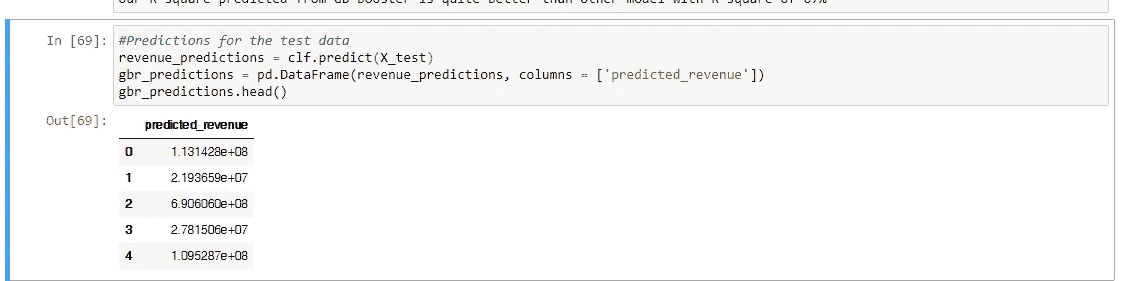 In [69]: #Predictions for the test data
revenue_predictions = clf.predict(X_test)
gbr_predictions = pd.DataFrame(revenue_predictions, columns = ['predicted_revenue'])
gbr_predictions.head()
Out[69]:
predicted_revenue
0 1.131428e+08
1 2.193659e+07
2 6.906060e+08
3 2.781506e+07
4 1.095287e+08